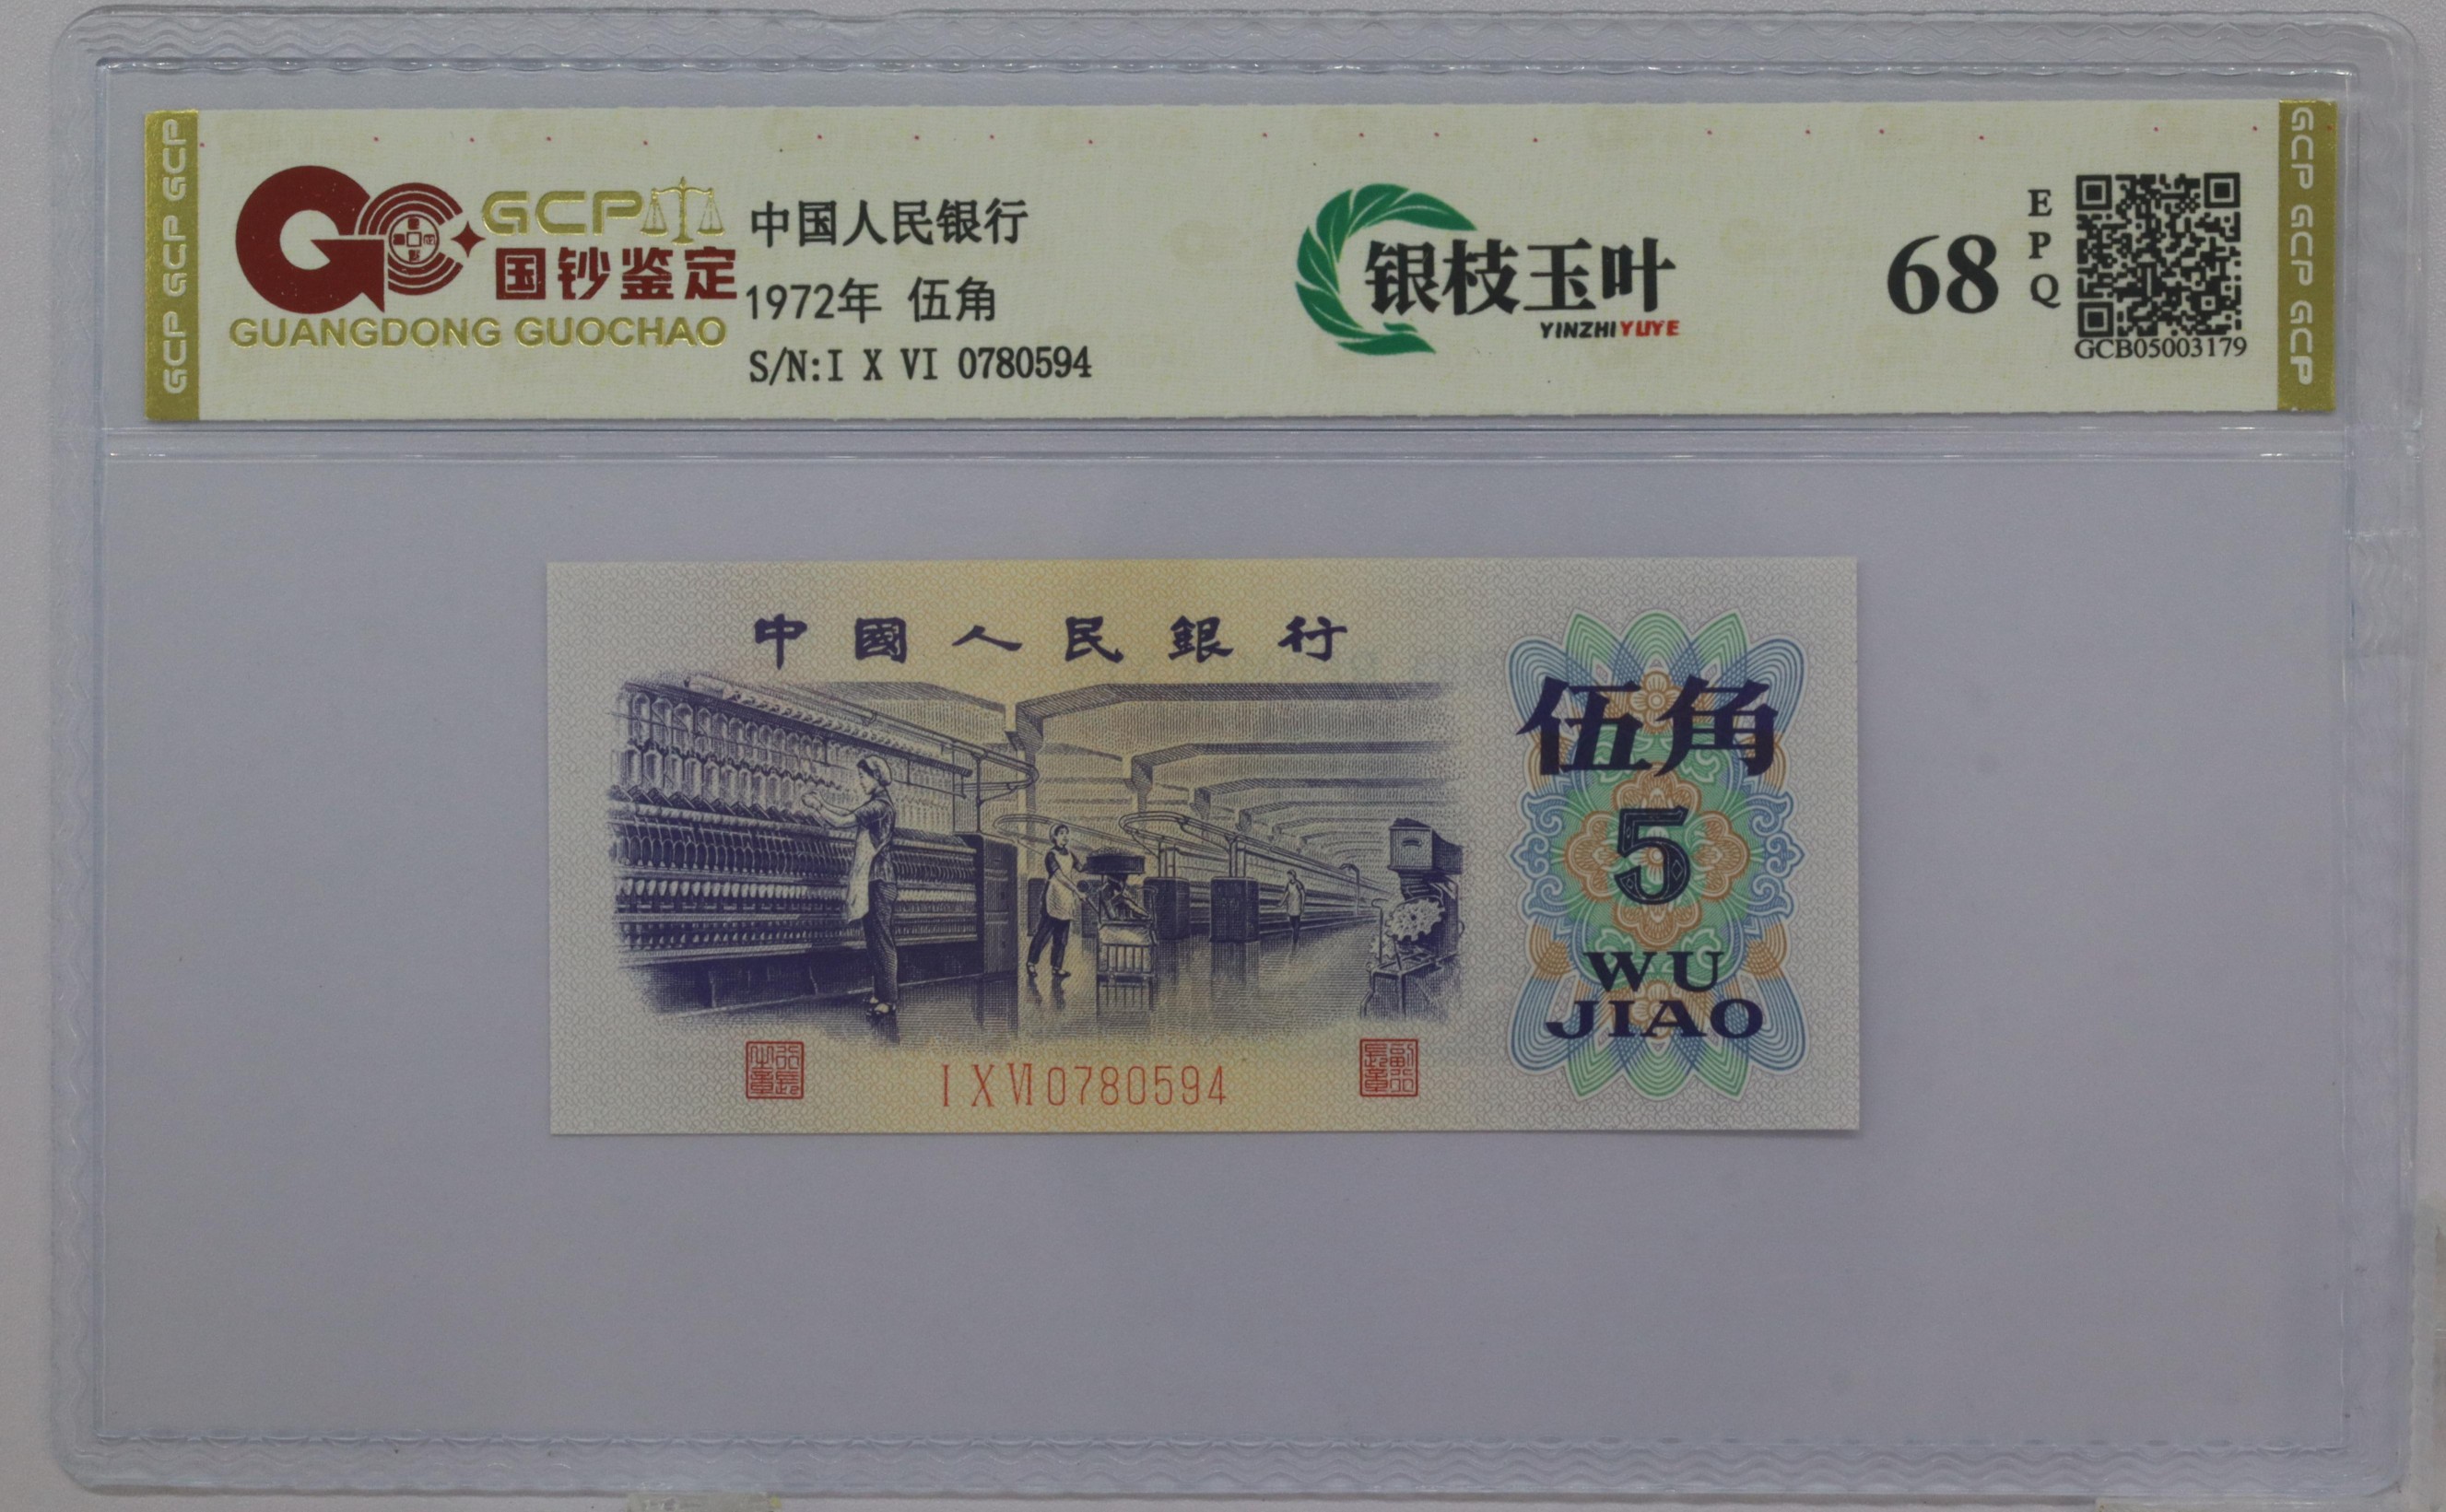 GCP GCP GCP
GCP
国钞鉴定
GUANGDONG GUOCHAO
中国人民银行
1972年 伍角
S/N:I X VI 0780594
银枝玉叶
YINZHIYUYE
68
EPQ
GCB05003179
GCP GCP GCP
中國人民銀行
伍角
5
WU
JIAO
I X VI 0780594